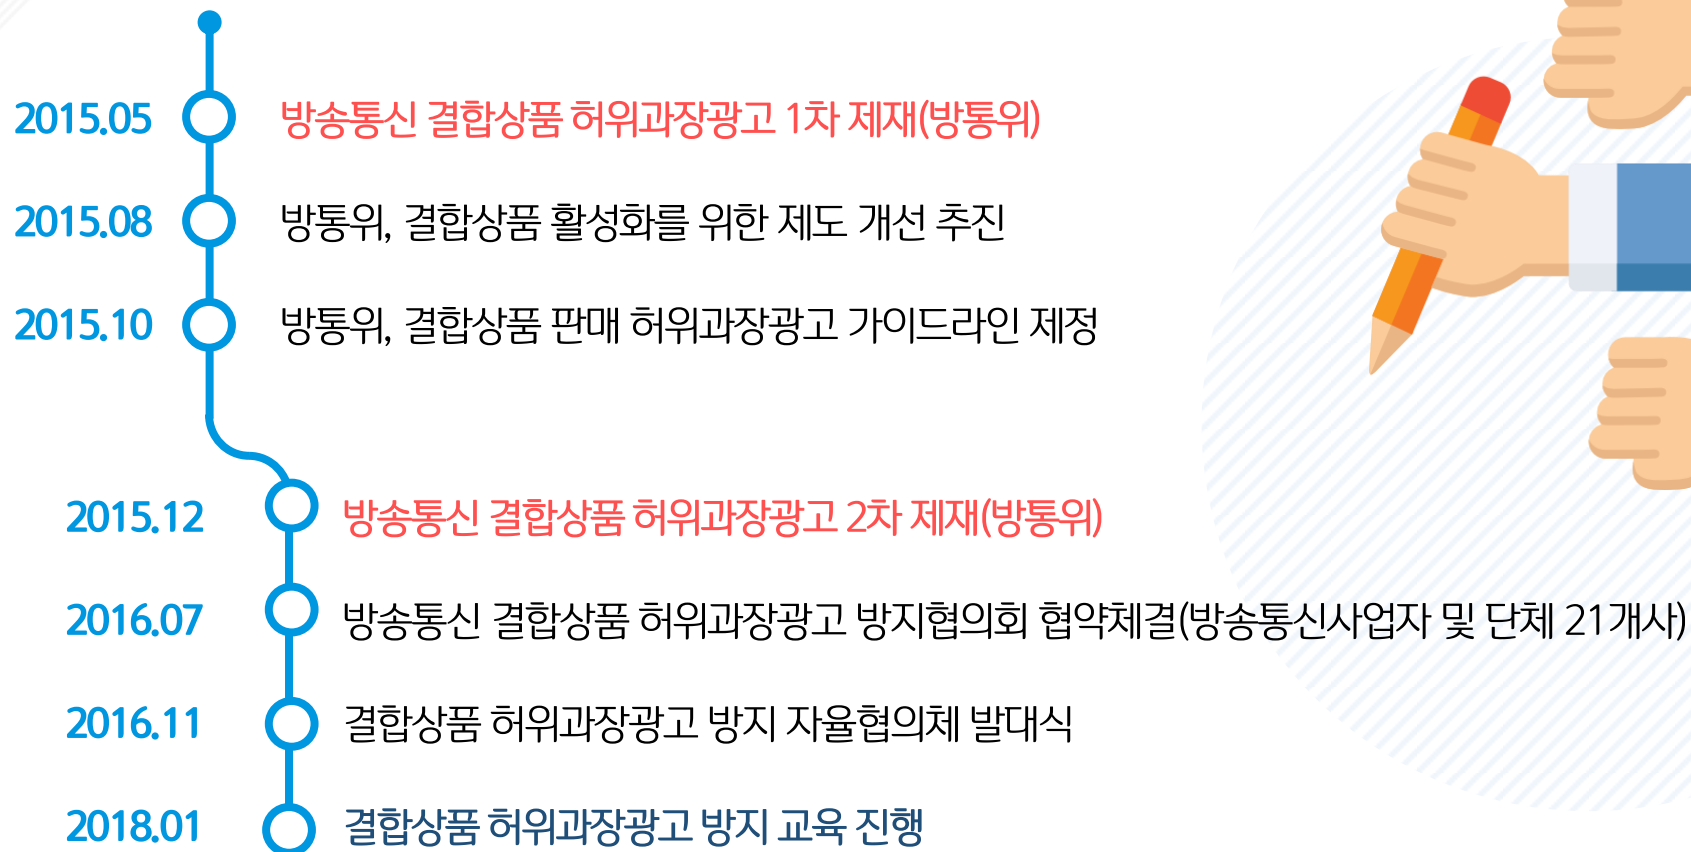 2015.05 방송통신 결합상품 허위과장광고 1차 제재(방통위)
2015.08 방통위, 결합상품 활성화를 위한 제도 개선 추진
2015.10 방통위, 결합상품 판매 허위과장광고 가이드라인 제정
2015.12 방송통신 결합상품 허위과장광고 2차 제재(방통위)
2016.07 방송통신 결합상품 허위과장광고 방지협의회 협약체결(방송통신사업자 및 단체 21개사)
2016.11 결합상품 허위과장광고 방지 자율협의체 발대식
2018.01 결합상품 허위과장광고 방지 교육 진행